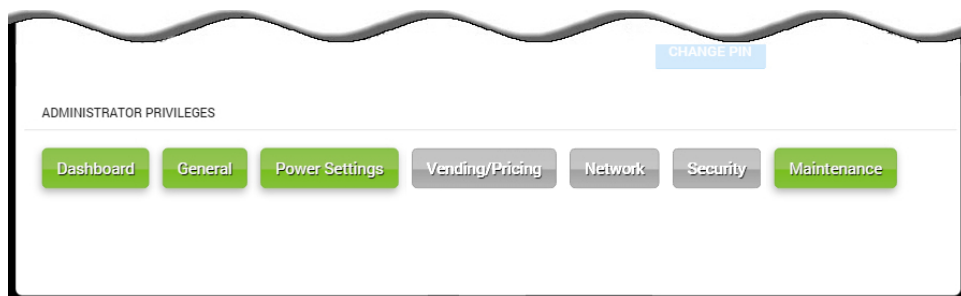 CHANGE PIN
ADMINISTRATOR PRIVILEGES
Dashboard General Power Settings Vending/Pricing Network Security Maintenance